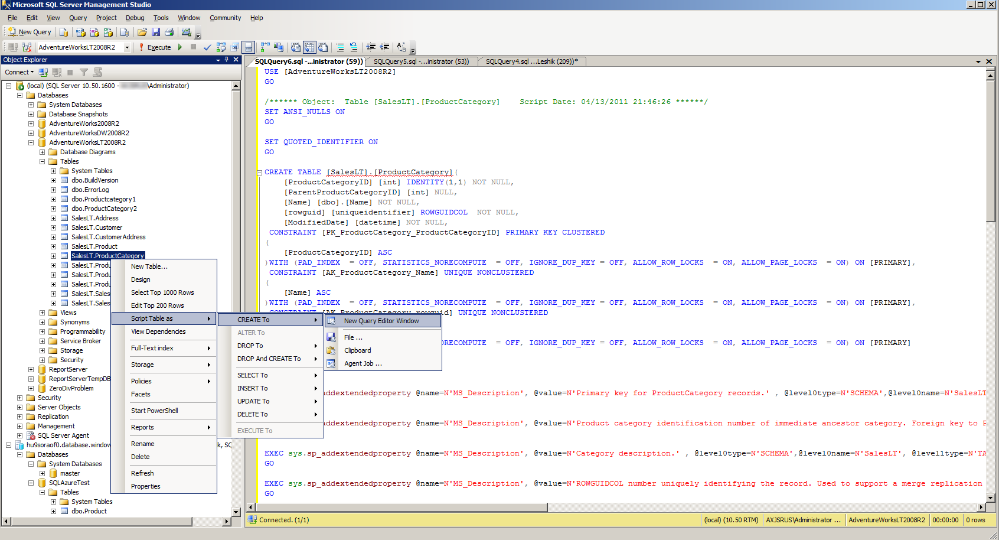 Microsoft SQL Server Management Studio
File Edit View Query Project Debug Tools Window Community Help
New Query
AdventureWorksLT2008R2 Execute
Object Explorer
Connect
(local) (SQL Server 10.50.1600 - \Administrator)
Databases
System Databases
Database Snapshots
AdventureWorks2008R2
AdventureWorksDW2008R2
AdventureWorksLT2008R2
Database Diagrams
Tables
System Tables
dbo.BuildVersion
dbo.ErrorLog
dbo.Productcategory1
dbo.ProductCategory2
SalesLT.Address
SalesLT.Customer
SalesLT.CustomerAddress
SalesLT.Product
SalesLT.ProductCategory
SalesLT.Produ
SalesLT.Produ
SalesLT.Produ
SalesLT.Sales
SalesLT.Sales
Views
Synonyms
Programmability
Service Broker
Storage
Security
ReportServer
ReportServerTempDB
ZeroDivProblem
Security
Server Objects
Replication
Management
SQL Server Agent
hu9soraof0.database.window k, SQ
Databases
System Databases
master
SQLAzureTest
Tables
System Tables
dbo.Product
New Table...
Design
Select Top 1000 Rows
Edit Top 200 Rows
Script Table as
View Dependencies
Full-Text index
Storage
Policies
Facets
Start PowerShell
Reports
Rename
Delete
Refresh
Properties
CREATE To
ALTER To
DROP To
DROP And CREATE To
SELECT To
INSERT To
UPDATE To
DELETE To
EXECUTE To
New Query Editor Window
File ...
Clipboard
Agent Job ...
SQLQuery6.sql -...inistrator (59)) SQLQuery5.sql -...inistrator (53)) SQLQuery4.sql ...Leshik (209))*
USE [AdventureWorksLT2008R2]
GO
/****** Object:  Table [SalesLT].[ProductCategory]    Script Date: 04/13/2011 21:46:26 ******/
SET ANSI_NULLS ON
GO
SET QUOTED_IDENTIFIER ON
GO
CREATE TABLE [SalesLT].[ProductCategory](
[ProductCategoryID] [int] IDENTITY(1,1) NOT NULL,
[ParentProductCategoryID] [int] NULL,
[Name] [dbo].[Name] NOT NULL,
[rowguid] [uniqueidentifier] ROWGUIDCOL  NOT NULL,
[ModifiedDate] [datetime] NOT NULL,
CONSTRAINT [PK_ProductCategory_ProductCategoryID] PRIMARY KEY CLUSTERED
(
[ProductCategoryID] ASC
)WITH (PAD_INDEX  = OFF, STATISTICS_NORECOMPUTE  = OFF, IGNORE_DUP_KEY = OFF, ALLOW_ROW_LOCKS  = ON, ALLOW_PAGE_LOCKS  = ON) ON [PRIMARY],
CONSTRAINT [AK_ProductCategory_Name] UNIQUE NONCLUSTERED
(
[Name] ASC
)WITH (PAD_INDEX  = OFF, STATISTICS_NORECOMPUTE  = OFF, IGNORE_DUP_KEY = OFF, ALLOW_ROW_LOCKS  = ON, ALLOW_PAGE_LOCKS  = ON) ON [PRIMARY],
CONSTRAINT [AK_ProductCategory_rowguid] UNIQUE NONCLUSTERED
ORECOMPUTE  = OFF, IGNORE_DUP_KEY = OFF, ALLOW_ROW_LOCKS  = ON, ALLOW_PAGE_LOCKS  = ON) ON [PRIMARY]
_addextendedproperty @name=N'MS_Description', @value=N'Primary key for ProductCategory records.' , @level0type=N'SCHEMA',@level0name=N'SalesLT
_addextendedproperty @name=N'MS_Description', @value=N'Product category identification number of immediate ancestor category. Foreign key to P
EXEC sys.sp_addextendedproperty @name=N'MS_Description', @value=N'Category description.' , @level0type=N'SCHEMA',@level0name=N'SalesLT', @level1type=N'TA
GO
EXEC sys.sp_addextendedproperty @name=N'MS_Description', @value=N'ROWGUIDCOL number uniquely identifying the record. Used to support a merge replication
GO
Connected. (1/1) (local) (10.50 RTM) AXJSRUS\Administrator ... AdventureWorksLT2008R2 00:00:00 0 rows